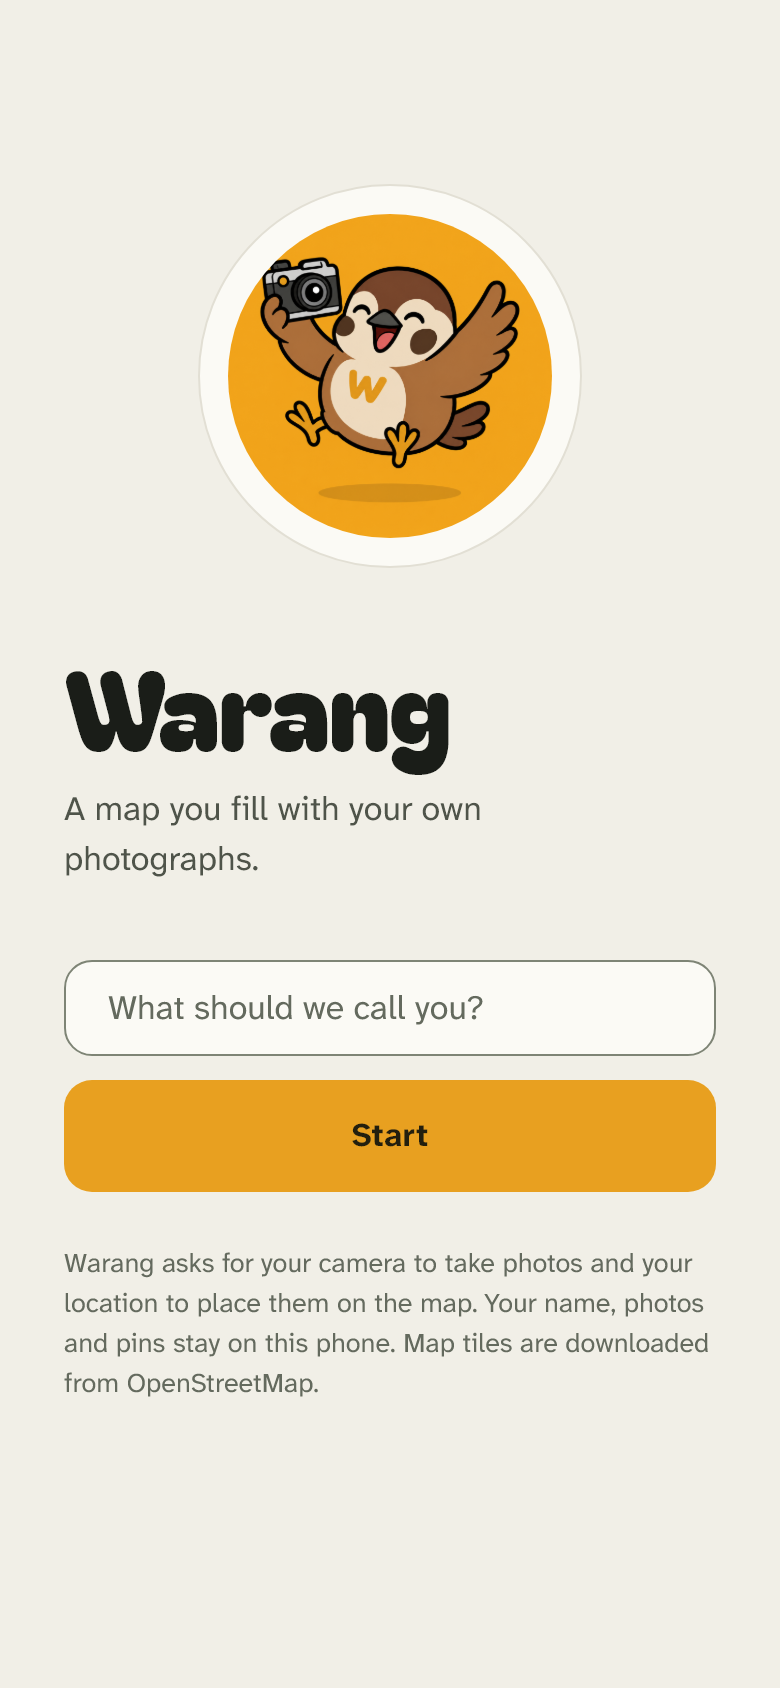 W
Warang
A map you fill with your own
photographs.
What should we call you?
Start
Warang asks for your camera to take photos and your
location to place them on the map. Your name, photos
and pins stay on this phone. Map tiles are downloaded
from OpenStreetMap.